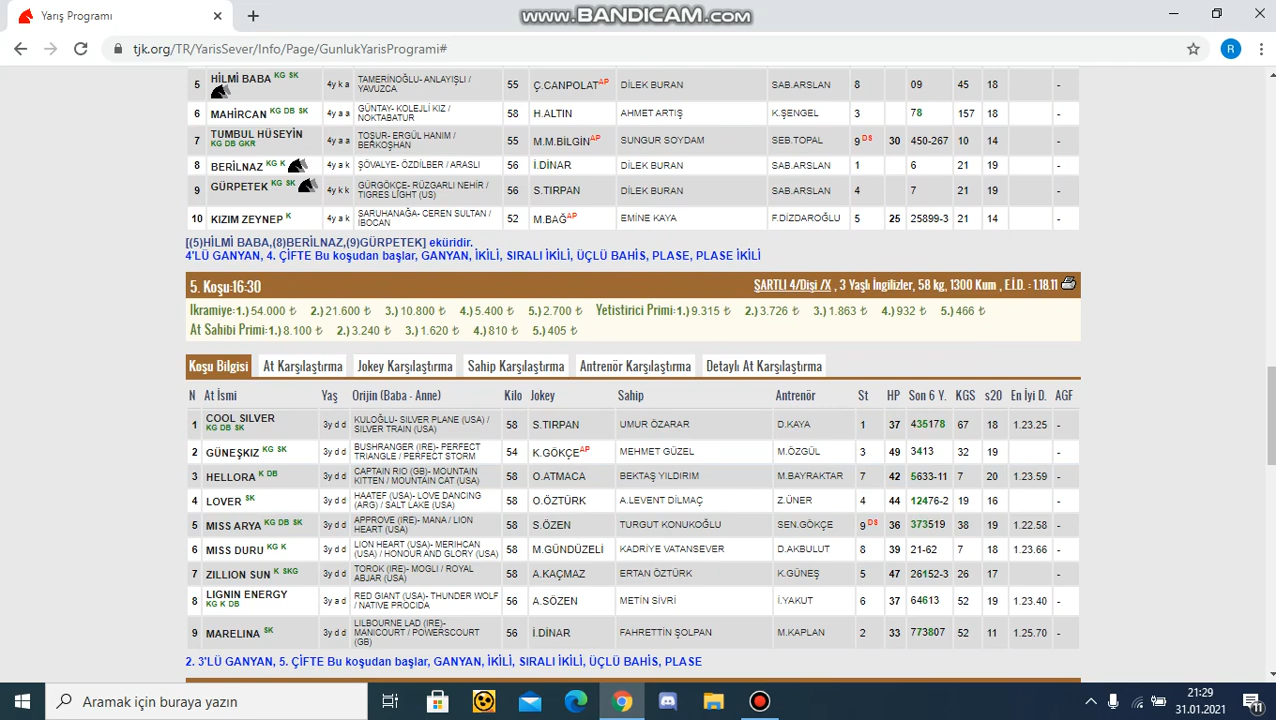 Yarış Programı
www.BANDICAM.com
tjk.org/TR/YarisSever/Info/Page/GunlukYarisProgrami#
R
5 HİLMİ BABA KG SK 4y k a TAMERİNOĞLU- ANLAYIŞLI / YAVUZCA 55 Ç.CANPOLAT AP DİLEK BURAN SAB.ARSLAN 8 09 45 18 -
6 MAHİRCAN KG DB SK 4y a a GÜNTAY- KOLEJLİ KIZ / NOKTABATUR 58 H.ALTIN AHMET ARTIŞ K.ŞENGEL 3 78 157 18 -
7 TUMBUL HÜSEYİN KG DB GKR 4y a a TOŞUR- ERGÜL HANIM / BERKOŞHAN 55 M.M.BİLGİN AP SUNGUR SOYDAM SEB.TOPAL 9 DS 30 450-267 10 14 -
8 BERİLNAZ KG K 4y a k ŞÖVALYE- ÖZDİLBER / ARASLI 56 İ.DİNAR DİLEK BURAN SAB.ARSLAN 1 6 21 19 -
9 GÜRPETEK KG SK 4y k k GÜRGÖKÇE- RÜZGARLI NEHİR / TIGRES LIGHT (US) 56 S.TIRPAN DİLEK BURAN SAB.ARSLAN 4 7 21 19 -
10 KIZIM ZEYNEP K 4y a k SARUHANAĞA- CEREN SULTAN / İBOCAN 52 M.BAĞ AP EMİNE KAYA F.DİZDAROĞLU 5 25 25899-3 21 14 -
[(5)HİLMİ BABA,(8)BERİLNAZ,(9)GÜRPETEK] eküridir.
4'LÜ GANYAN, 4. ÇİFTE Bu koşudan başlar, GANYAN, İKİLİ, SIRALI İKİLİ, ÜÇLÜ BAHİS, PLASE, PLASE İKİLİ
5. Koşu:16:30 ŞARTLI 4/Dişi /X , 3 Yaşlı İngilizler, 58 kg, 1300 Kum , E.İ.D. : 1.18.11
Ikramiye: 1.) 54.000 ₺ 2.) 21.600 ₺ 3.) 10.800 ₺ 4.) 5.400 ₺ 5.) 2.700 ₺ Yetistirici Primi: 1.) 9.315 ₺ 2.) 3.726 ₺ 3.) 1.863 ₺ 4.) 932 ₺ 5.) 466 ₺
At Sahibi Primi: 1.) 8.100 ₺ 2.) 3.240 ₺ 3.) 1.620 ₺ 4.) 810 ₺ 5.) 405 ₺
Koşu Bilgisi At Karşılaştırma Jokey Karşılaştırma Sahip Karşılaştırma Antrenör Karşılaştırma Detaylı At Karşılaştırma
N At İsmi Yaş Orijin (Baba - Anne) Kilo Jokey Sahip Antrenör St HP Son 6 Y. KGS s20 En İyi D. AGF
1 COOL SILVER KG DB SK 3y d d KULOĞLU- SILVER PLANE (USA) / SILVER TRAIN (USA) 58 S.TIRPAN UMUR ÖZARAR D.KAYA 1 37 435178 67 18 1.23.25 -
2 GÜNEŞKIZ KG SK 3y d d BUSHRANGER (IRE)- PERFECT TRIANGLE / PERFECT STORM 54 K.GÖKÇE AP MEHMET GÜZEL M.ÖZGÜL 3 49 3413 32 19 -
3 HELLORA K DB 3y d d CAPTAIN RIO (GB)- MOUNTAIN KITTEN / MOUNTAIN CAT (USA) 58 O.ATMACA BEKTAŞ YILDIRIM M.BAYRAKTAR 7 42 5633-11 7 20 1.23.59 -
4 LOVER SK 3y d d HAATEF (USA)- LOVE DANCING (ARG) / SALT LAKE (USA) 58 O.ÖZTÜRK A.LEVENT DİLMAÇ Z.ÜNER 4 44 12476-2 19 16 -
5 MISS ARYA KG DB SK 3y d d APPROVE (IRE)- MANA / LION HEART (USA) 58 S.ÖZEN TURGUT KONUKOĞLU SEN.GÖKÇE 9 DS 36 373519 38 19 1.22.58 -
6 MISS DURU KG K 3y d d LION HEART (USA)- MERIHCAN (USA) / HONOUR AND GLORY (USA) 58 M.GÜNDÜZELİ KADRİYE VATANSEVER D.AKBULUT 8 39 21-62 7 18 1.23.66 -
7 ZILLION SUN K SKG 3y d d TOROK (IRE)- MOGLI / ROYAL ABJAR (USA) 58 A.KAÇMAZ ERTAN ÖZTÜRK K.GÜNEŞ 5 47 26152-3 26 17 -
8 LIGNIN ENERGY KG K DB 3y a d RED GIANT (USA)- THUNDER WOLF / NATIVE PROCIDA 56 A.SÖZEN METİN SİVRİ İ.YAKUT 6 37 64613 52 19 1.23.40 -
9 MARELINA SK 3y d d LILBOURNE LAD (IRE)- MANICOURT / POWERSCOURT (GB) 56 İ.DİNAR FAHRETTİN ŞOLPAN M.KAPLAN 2 33 773807 52 11 1.25.70 -
2. 3'LÜ GANYAN, 5. ÇİFTE Bu koşudan başlar, GANYAN, İKİLİ, SIRALI İKİLİ, ÜÇLÜ BAHİS, PLASE
Aramak için buraya yazın
21:29
31.01.2021
11